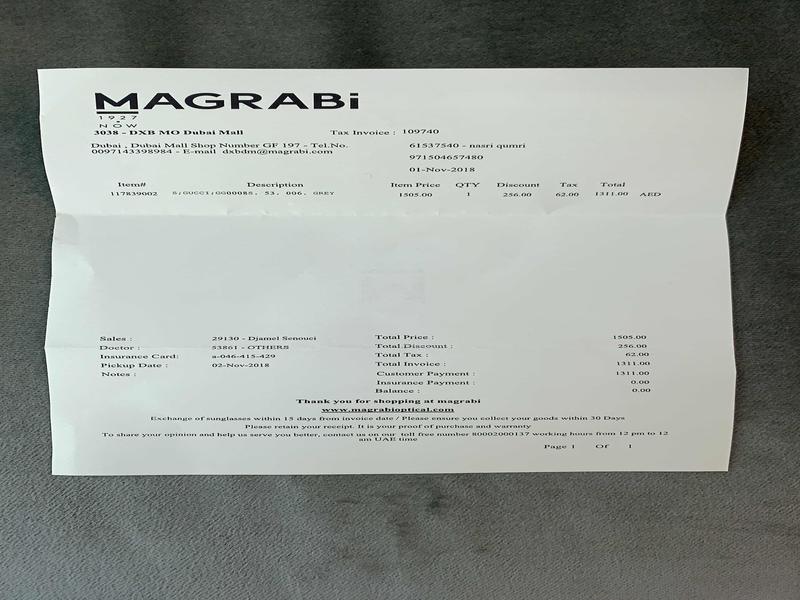 MAGRABi
1927
NOW
3038 - DXB MO Dubai Mall
Tax Invoice : 109740
Dubai , Dubai Mall Shop Number GF 197 - Tel.No.
0097143398984 - E-mail dxbdm@magrabi.com
61537540 - nasri qumri
971504657480
01-Nov-2018
Item# Description Item Price QTY Discount Tax Total
117839002 S;GUCCI;GG0008S. 53. 006. GREY 1505.00 1 256.00 62.00 1311.00 AED
Sales : 29130 - Djamel Senouci Total Price : 1505.00
Doctor : 53861 - OTHERS Total Discount : 256.00
Insurance Card: a-046-415-429 Total Tax : 62.00
Pickup Date : 02-Nov-2018 Total Invoice : 1311.00
Notes : Customer Payment : 1311.00
Insurance Payment : 0.00
Balance : 0.00
Thank you for shopping at magrabi
www.magrabioptical.com
Exchange of sunglasses within 15 days from invoice date / Please ensure you collect your goods within 30 Days
Please retain your receipt. It is your proof of purchase and warranty
To share your opinion and help us serve you better, contact us on our toll free number 80002000137 working hours from 12 pm to 12
am UAE time
Page 1 Of 1